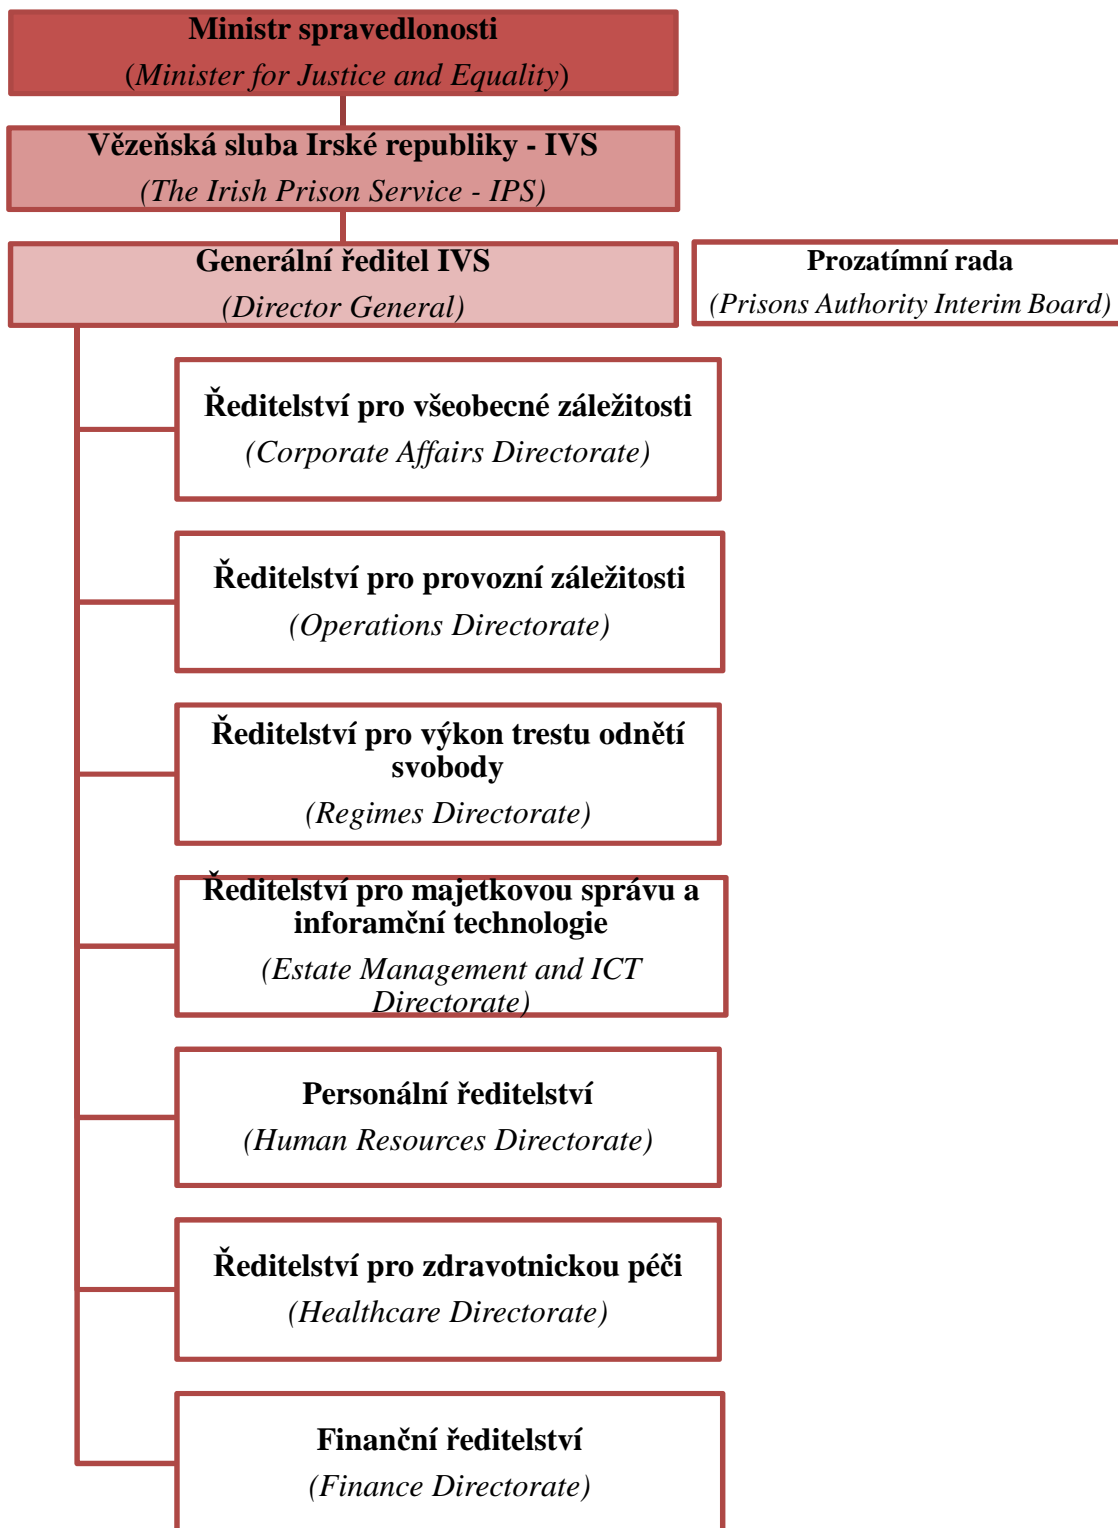 Ministr spravedlonosti
(Minister for Justice and Equality)
Vězeňská sluba Irské republiky - IVS
(The Irish Prison Service - IPS)
Generální ředitel IVS
(Director General)
Prozatímní rada
(Prisons Authority Interim Board)
Ředitelství pro všeobecné záležitosti
(Corporate Affairs Directorate)
Ředitelství pro provozní záležitosti
(Operations Directorate)
Ředitelství pro výkon trestu odnětí
svobody
(Regimes Directorate)
Ředitelství pro majetkovou správu a
inforamční technologie
(Estate Management and ICT
Directorate)
Personální ředitelství
(Human Resources Directorate)
Ředitelství pro zdravotnickou péči
(Healthcare Directorate)
Finanční ředitelství
(Finance Directorate)